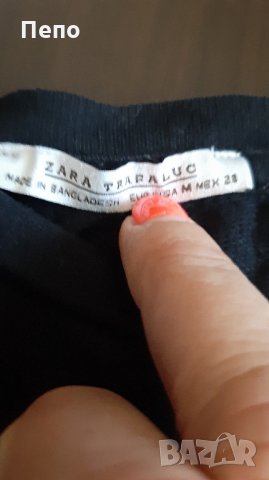 Пепо
ZARA TRAFALUC
MADE IN BANGLADESH EUR USA M MEX 28
BAZAR